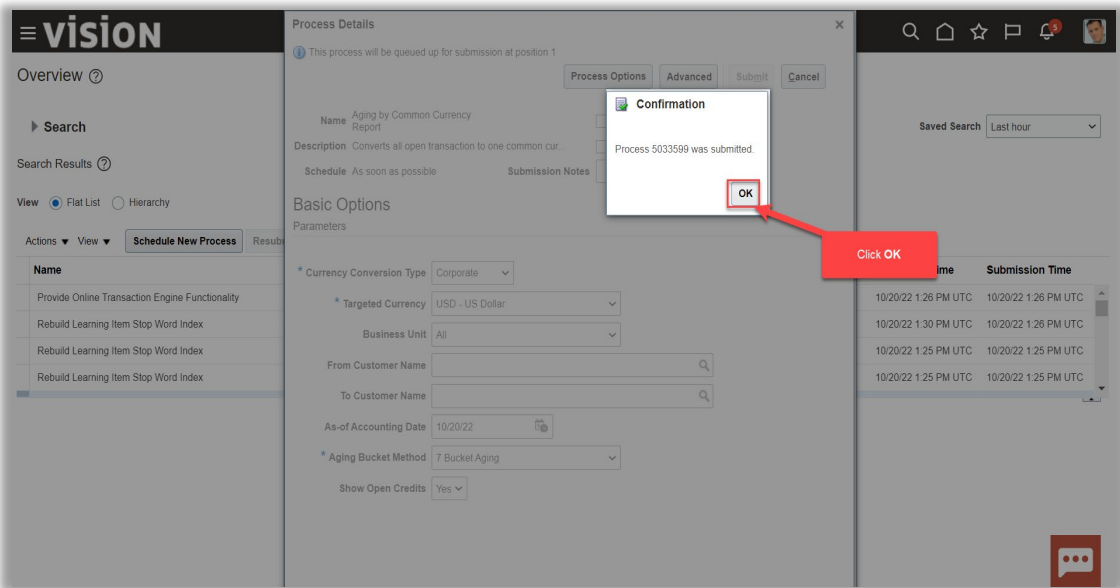 vision
Process Details
This process will be queued up for submission at position 1
5
Overview
Process Options Advanced Submit Cancel
Confirmation
Name Aging by Common Currency
Report
Search
Saved Search Last hour
Description Converts all open transaction to one common cur...
Process 5033599 was submitted.
Search Results
Schedule As soon as possible Submission Notes
OK
View Flat List Hierarchy
Basic Options
Parameters
Actions View Schedule New Process Resub
Click OK
Name
ime Submission Time
* Currency Conversion Type Corporate
Provide Online Transaction Engine Functionality 10/20/22 1:26 PM UTC 10/20/22 1:26 PM UTC
* Targeted Currency USD - US Dollar
Rebuild Learning Item Stop Word Index 10/20/22 1:30 PM UTC 10/20/22 1:26 PM UTC
Business Unit All
Rebuild Learning Item Stop Word Index 10/20/22 1:25 PM UTC 10/20/22 1:25 PM UTC
From Customer Name
Rebuild Learning Item Stop Word Index 10/20/22 1:25 PM UTC 10/20/22 1:25 PM UTC
To Customer Name
As-of Accounting Date 10/20/22
* Aging Bucket Method 7 Bucket Aging
Show Open Credits Yes